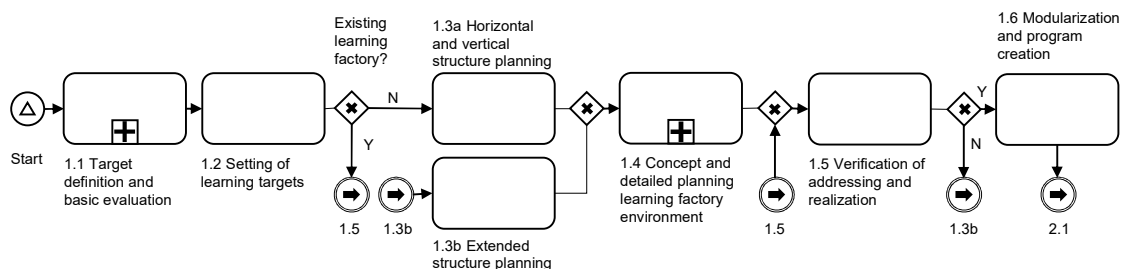 Existing
learning
factory?
1.3a Horizontal
and vertical
structure planning
1.6 Modularization
and program
creation
N
Y
Y
N
Start
1.1 Target
definition and
basic evaluation
1.2 Setting of
learning targets
1.5
1.3b
1.3b Extended
structure planning
1.4 Concept and
detailed planning
learning factory
environment
1.5
1.5 Verification of
addressing and
realization
1.3b
2.1